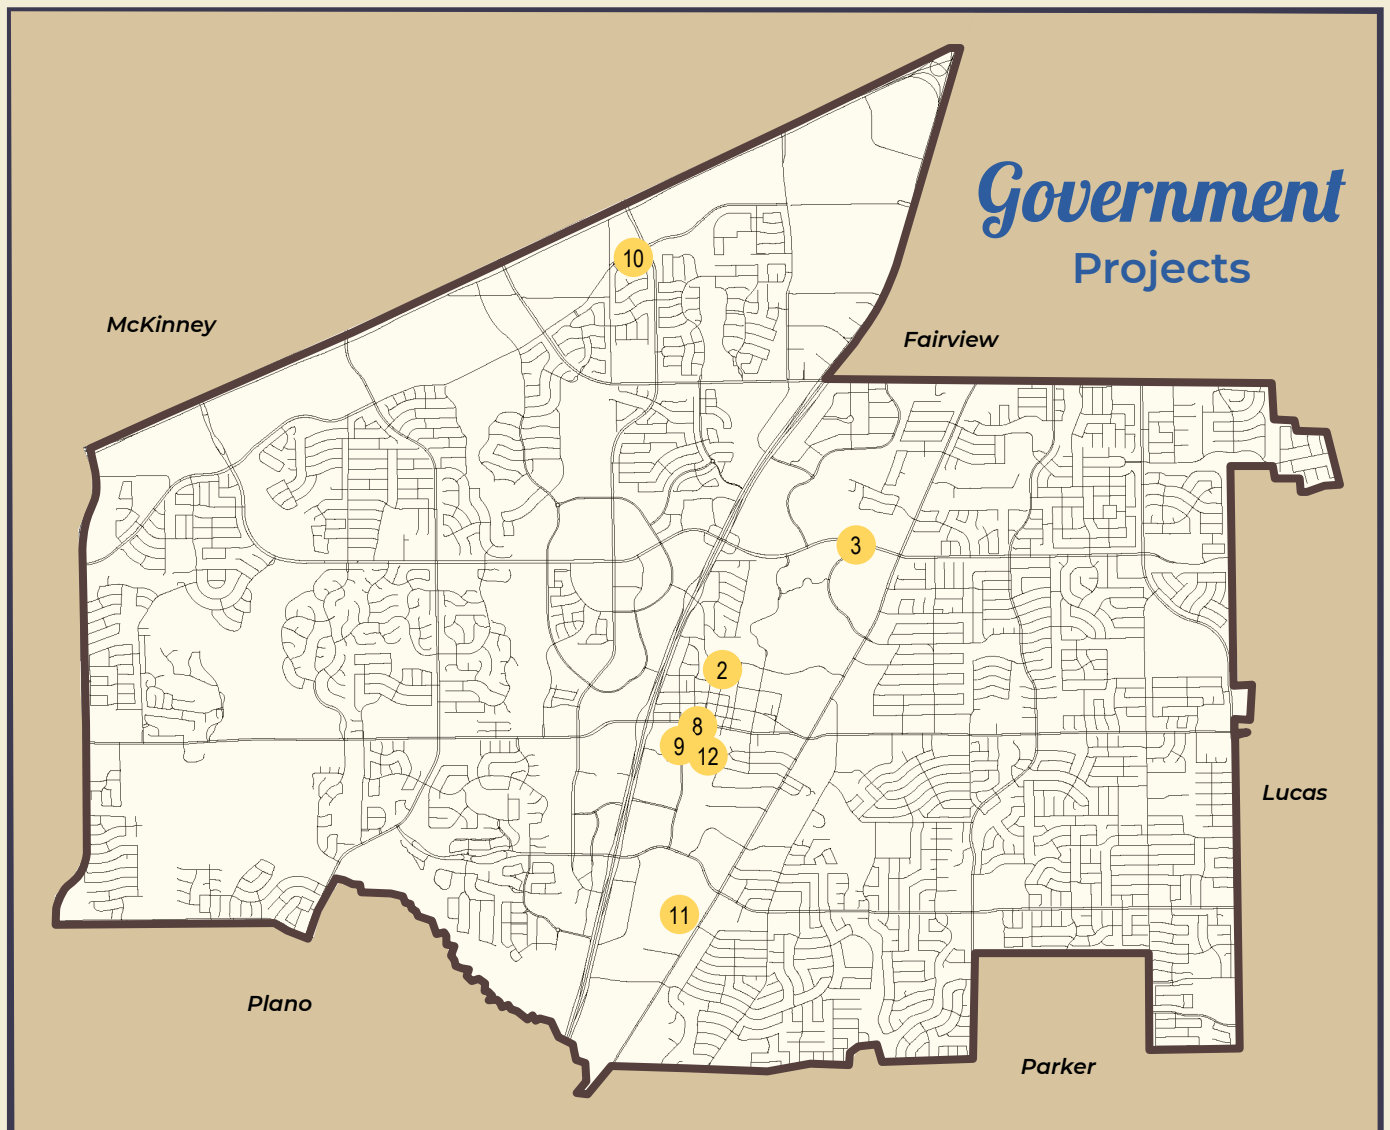 Government
Projects
10
McKinney
Fairview
3
2
8
9
12
Lucas
11
Plano
Parker